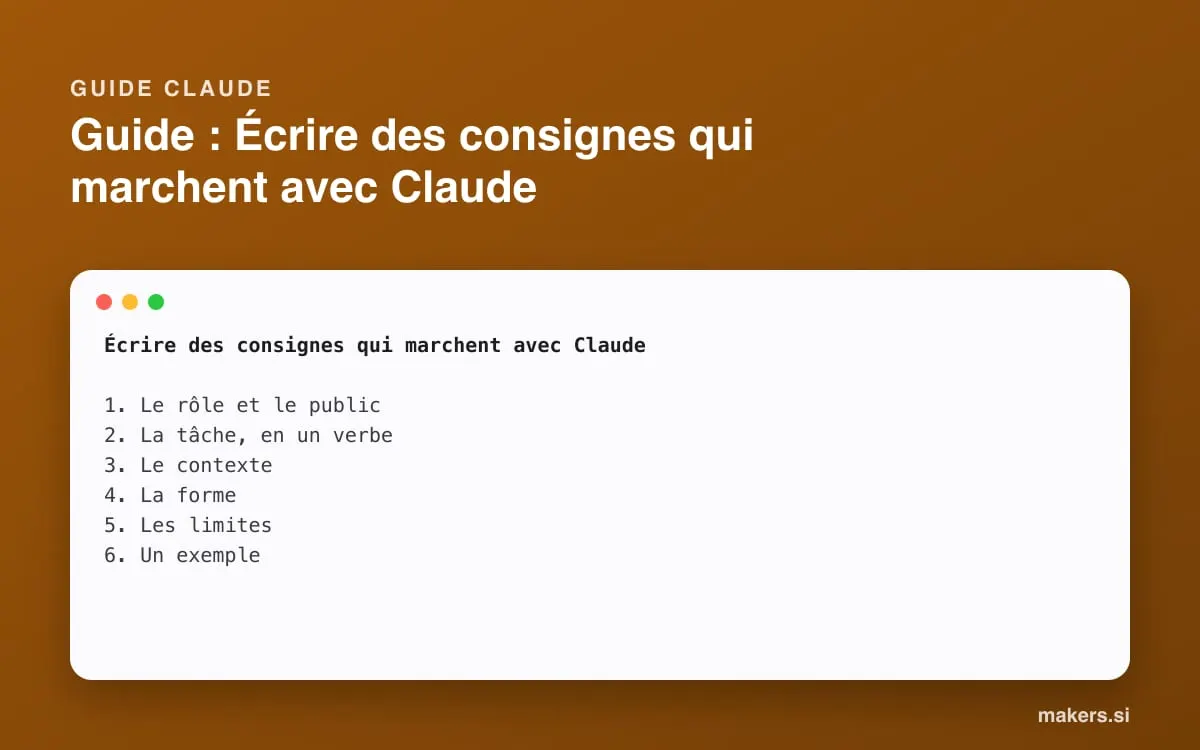 GUIDE CLAUDE
Guide : Écrire des consignes qui
marchent avec Claude
Écrire des consignes qui marchent avec Claude
1. Le rôle et le public
2. La tâche, en un verbe
3. Le contexte
4. La forme
5. Les limites
6. Un exemple
makers.si